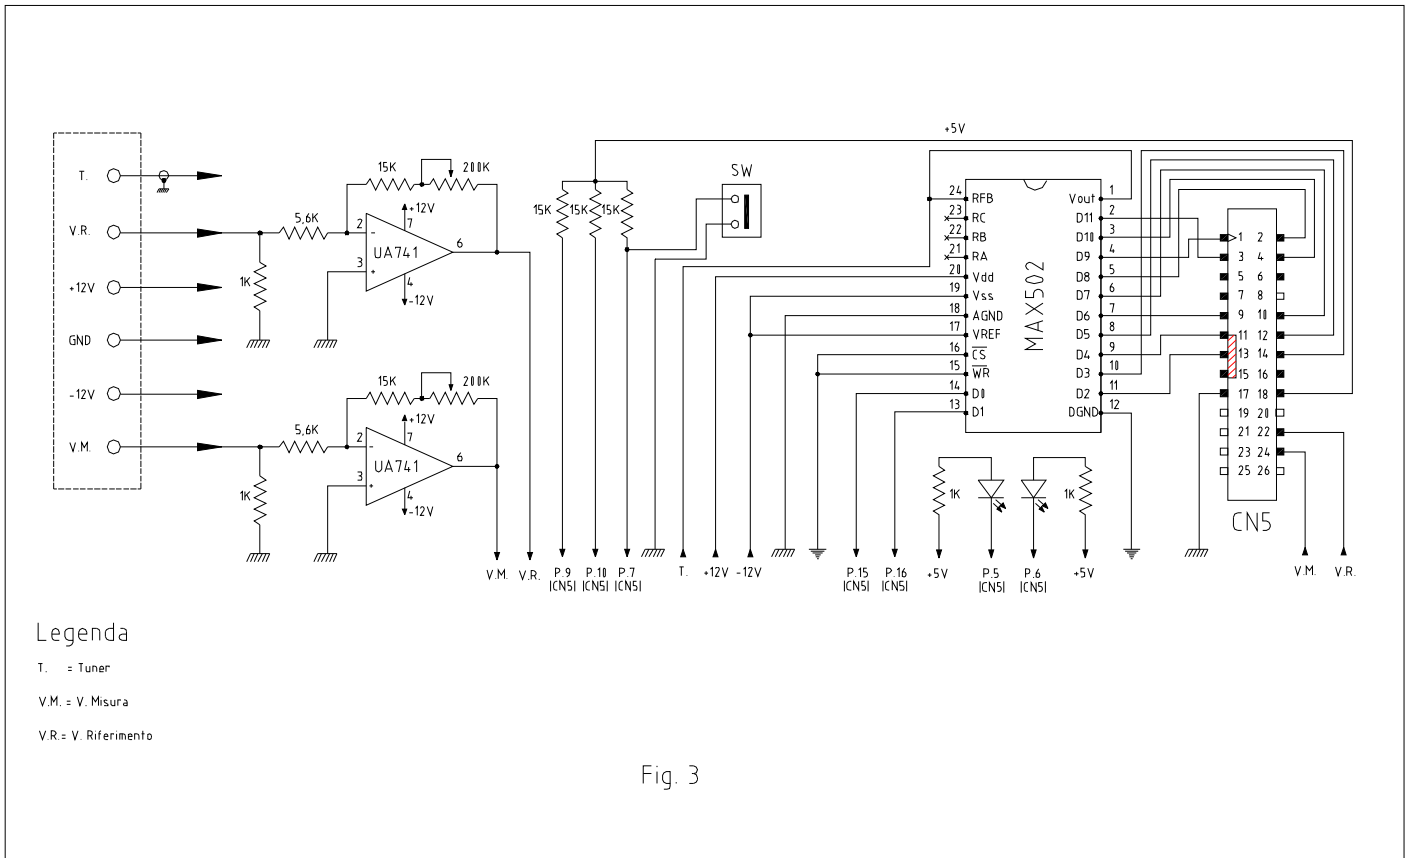 T.
V.R.
+12V
GND
-12V
V.M.
5,6K
1K
15K
200K
+12V
7
2
-
UA741
6
3
+
4
-12V
5,6K
1K
15K
200K
+12V
7
2
-
UA741
6
3
+
4
-12V
V.M.
V.R.
15K
15K
15K
P.9
(CN5)
P.10
(CN5)
P.7
(CN5)
SW
T.
+12V
-12V
+5V
MAX502
24 RFB
23 RC
22 RB
21 RA
20 Vdd
19 Vss
18 AGND
17 VREF
16 CS
15 WR
14 D0
13 D1
Vout 1
D11 2
D10 3
D9 4
D8 5
D7 6
D6 7
D5 8
D4 9
D3 10
D2 11
DGND 12
P.15
(CN5)
P.16
(CN5)
1K
+5V
P.5
(CN5)
P.6
(CN5)
1K
+5V
1 2
3 4
5 6
7 8
9 10
11 12
13 14
15 16
17 18
19 20
21 22
23 24
25 26
CN5
V.M.
V.R.
Legenda
T. = Tuner
V.M. = V. Misura
V.R.= V. Riferimento
Fig. 3